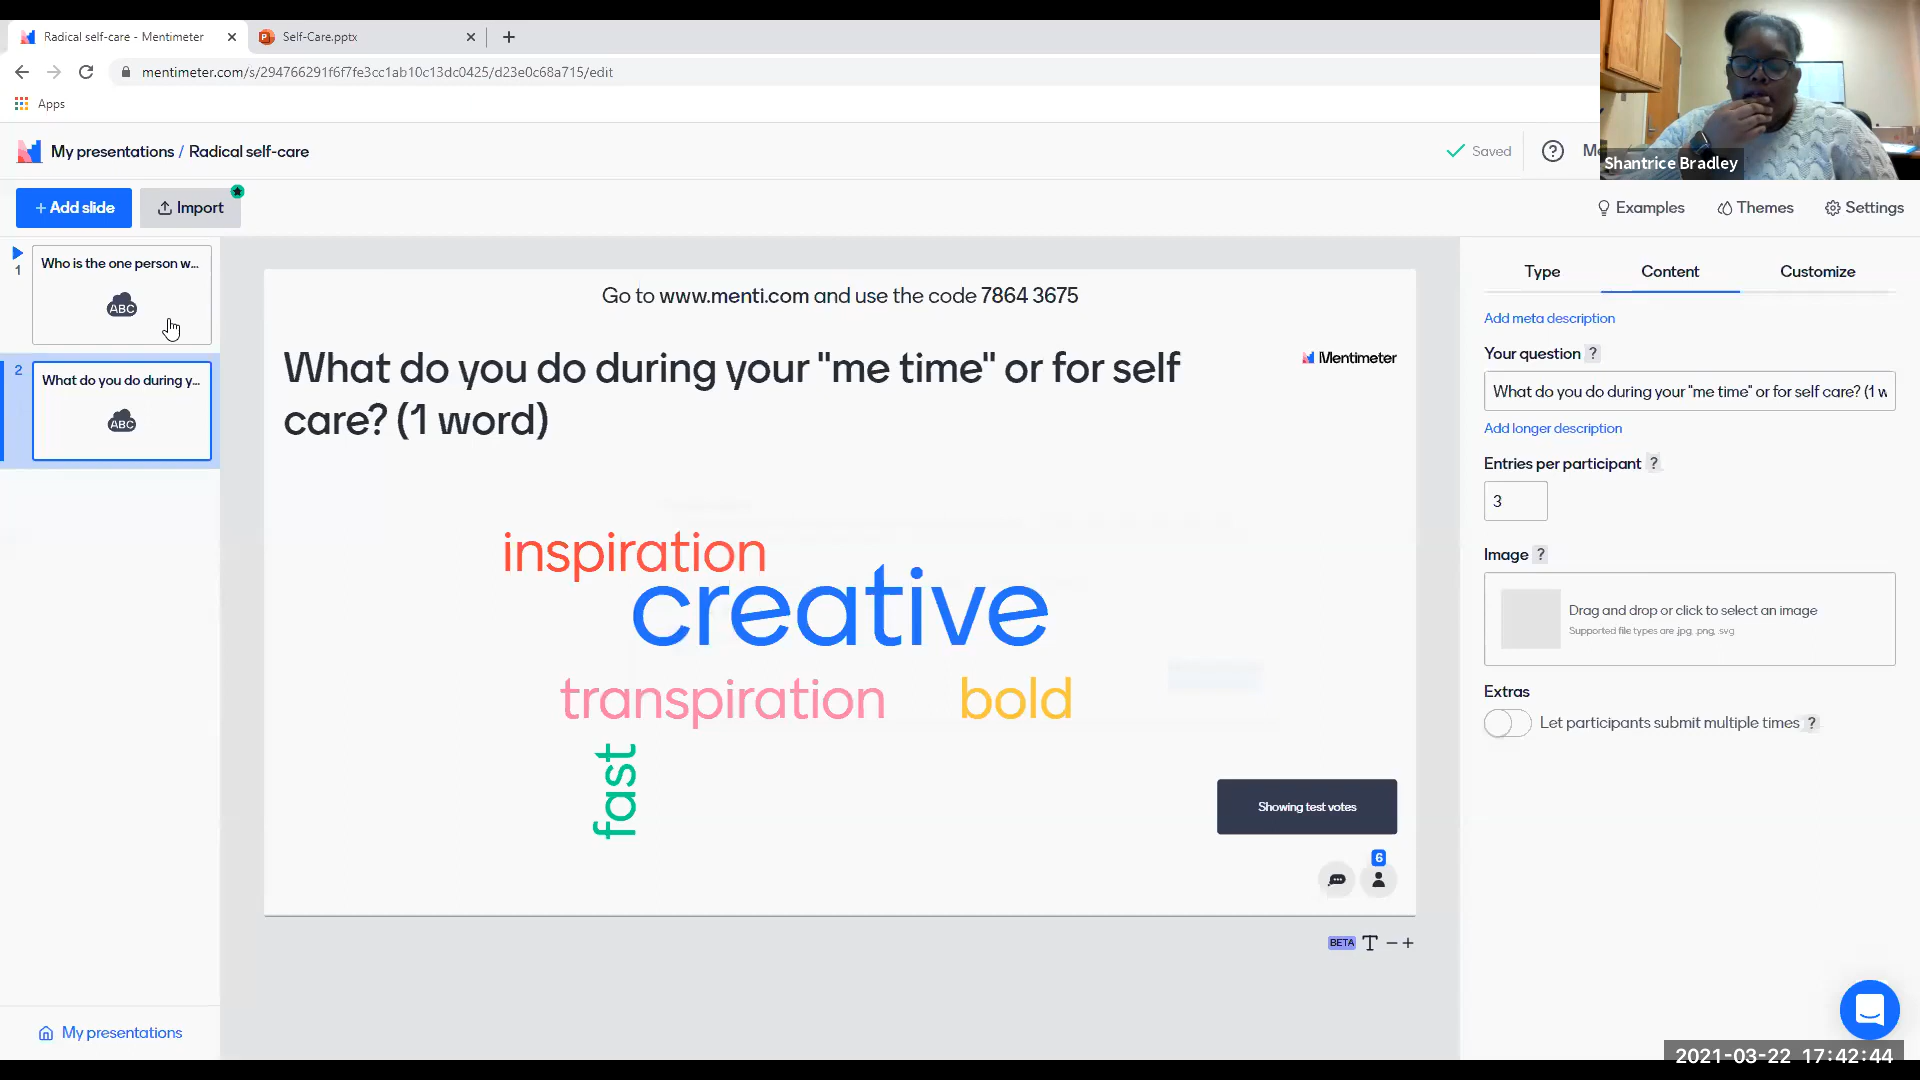 Radical self-care - Mentimeter
Self-Care.pptx
mentimeter.com/s/294766291f6f7fe3cc1ab10c13dc0425/d23e0c68a715/edit
Apps
My presentations / Radical self-care
Saved
?
Me
Shantrice Bradley
+ Add slide
Import
Examples
Themes
Settings
1
Who is the one person w...
ABC
2
What do you do during y...
ABC
My presentations
Go to www.menti.com and use the code 7864 3675
What do you do during your "me time" or for self
care? (1 word)
Mentimeter
inspiration
creative
transpiration
bold
fast
Showing test votes
6
BETA T − +
Type
Content
Customize
Add meta description
Your question ?
What do you do during your "me time" or for self care? (1 w
Add longer description
Entries per participant ?
3
Image ?
Drag and drop or click to select an image
Supported file types are .jpg, .png, .svg
Extras
Let participants submit multiple times ?
2021-03-22 17:42:44